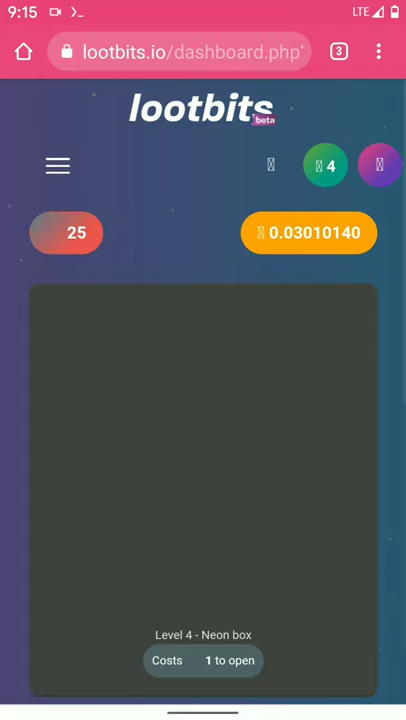 9:15
LTE
lootbits.io/dashboard.php
3
lootbits
beta
4
25
0.03010140
Level 4 - Neon box
Costs 1 to open